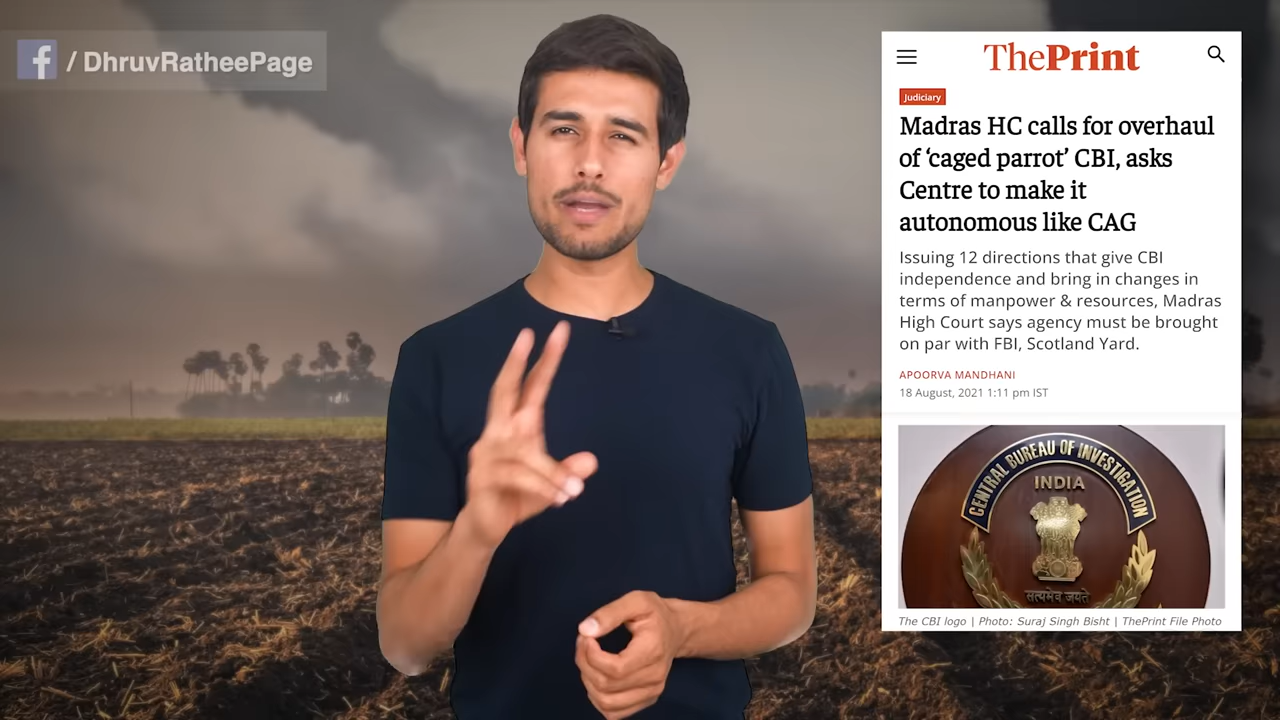 / DhruvRatheePage
ThePrint
Judiciary
Madras HC calls for overhaul
of ‘caged parrot’ CBI, asks
Centre to make it
autonomous like CAG
Issuing 12 directions that give CBI
independence and bring in changes in
terms of manpower & resources, Madras
High Court says agency must be brought
on par with FBI, Scotland Yard.
APOORVA MANDHANI
18 August, 2021 1:11 pm IST
CENTRAL BUREAU OF INVESTIGATION
INDIA
सत्यमेव जयते
The CBI logo | Photo: Suraj Singh Bisht | ThePrint File Photo